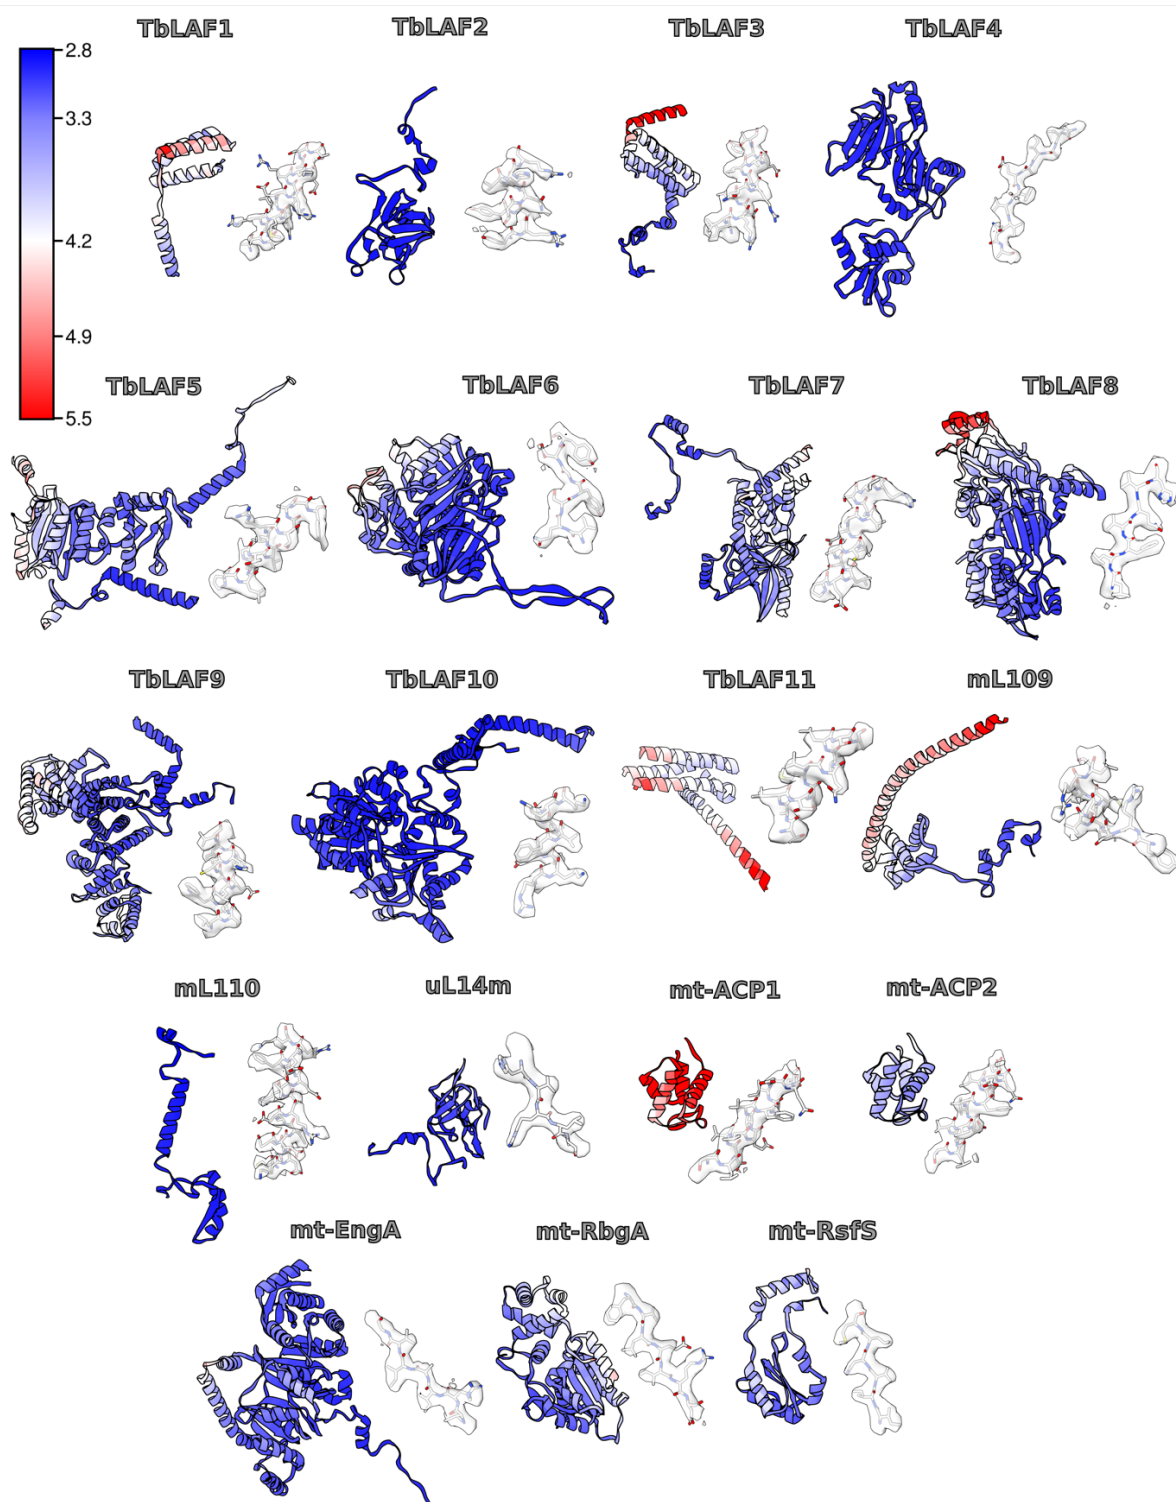 TbLAF1 TbLAF2 TbLAF3 TbLAF4
2.8
3.3
4.2
4.9
5.5
TbLAF5 TbLAF6 TbLAF7 TbLAF8
TbLAF9 TbLAF10 TbLAF11 mL109
mL110 uL14m mt-ACP1 mt-ACP2
mt-EngA mt-RbgA mt-RsfS